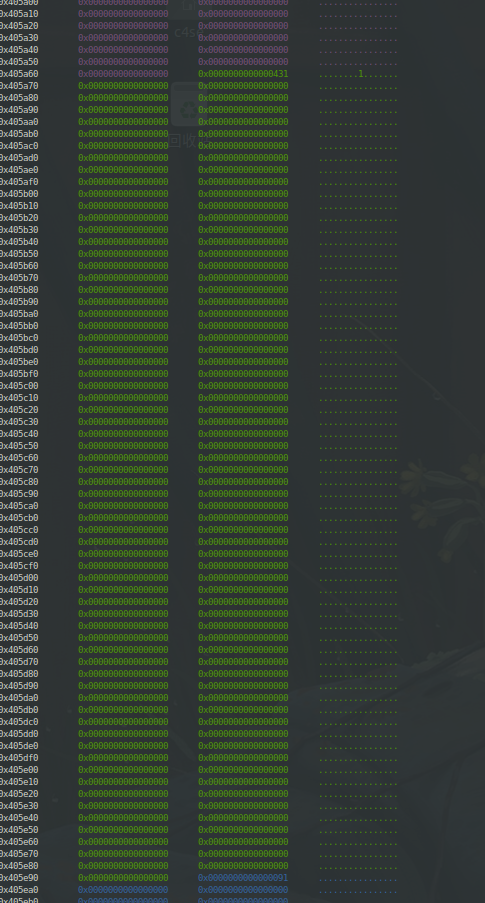 0x405a00 0x0000000000000000 0x0000000000000000 ................
0x405a10 0x0000000000000000 0x0000000000000000 ................
0x405a20 0x0000000000000000 0x0000000000000000 ................
c4s
0x405a30 0x0000000000000000 0x0000000000000000 ................
0x405a40 0x0000000000000000 0x0000000000000000 ................
0x405a50 0x0000000000000000 0x0000000000000000 ................
0x405a60 0x0000000000000000 0x0000000000000431 ........1.......
0x405a70 0x0000000000000000 0x0000000000000000 ................
0x405a80 0x0000000000000000 0x0000000000000000 ................
0x405a90 0x0000000000000000 0x0000000000000000 ................
0x405aa0 0x0000000000000000 0x0000000000000000 ................
0x405ab0 0x0000000000000000 0x0000000000000000 ................
回收
0x405ac0 0x0000000000000000 0x0000000000000000 ................
0x405ad0 0x0000000000000000 0x0000000000000000 ................
0x405ae0 0x0000000000000000 0x0000000000000000 ................
0x405af0 0x0000000000000000 0x0000000000000000 ................
0x405b00 0x0000000000000000 0x0000000000000000 ................
0x405b10 0x0000000000000000 0x0000000000000000 ................
0x405b20 0x0000000000000000 0x0000000000000000 ................
0x405b30 0x0000000000000000 0x0000000000000000 ................
0x405b40 0x0000000000000000 0x0000000000000000 ................
0x405b50 0x0000000000000000 0x0000000000000000 ................
0x405b60 0x0000000000000000 0x0000000000000000 ................
0x405b70 0x0000000000000000 0x0000000000000000 ................
0x405b80 0x0000000000000000 0x0000000000000000 ................
0x405b90 0x0000000000000000 0x0000000000000000 ................
0x405ba0 0x0000000000000000 0x0000000000000000 ................
0x405bb0 0x0000000000000000 0x0000000000000000 ................
0x405bc0 0x0000000000000000 0x0000000000000000 ................
0x405bd0 0x0000000000000000 0x0000000000000000 ................
0x405be0 0x0000000000000000 0x0000000000000000 ................
0x405bf0 0x0000000000000000 0x0000000000000000 ................
0x405c00 0x0000000000000000 0x0000000000000000 ................
0x405c10 0x0000000000000000 0x0000000000000000 ................
0x405c20 0x0000000000000000 0x0000000000000000 ................
0x405c30 0x0000000000000000 0x0000000000000000 ................
0x405c40 0x0000000000000000 0x0000000000000000 ................
0x405c50 0x0000000000000000 0x0000000000000000 ................
0x405c60 0x0000000000000000 0x0000000000000000 ................
0x405c70 0x0000000000000000 0x0000000000000000 ................
0x405c80 0x0000000000000000 0x0000000000000000 ................
0x405c90 0x0000000000000000 0x0000000000000000 ................
0x405ca0 0x0000000000000000 0x0000000000000000 ................
0x405cb0 0x0000000000000000 0x0000000000000000 ................
0x405cc0 0x0000000000000000 0x0000000000000000 ................
0x405cd0 0x0000000000000000 0x0000000000000000 ................
0x405ce0 0x0000000000000000 0x0000000000000000 ................
0x405cf0 0x0000000000000000 0x0000000000000000 ................
0x405d00 0x0000000000000000 0x0000000000000000 ................
0x405d10 0x0000000000000000 0x0000000000000000 ................
0x405d20 0x0000000000000000 0x0000000000000000 ................
0x405d30 0x0000000000000000 0x0000000000000000 ................
0x405d40 0x0000000000000000 0x0000000000000000 ................
0x405d50 0x0000000000000000 0x0000000000000000 ................
0x405d60 0x0000000000000000 0x0000000000000000 ................
0x405d70 0x0000000000000000 0x0000000000000000 ................
0x405d80 0x0000000000000000 0x0000000000000000 ................
0x405d90 0x0000000000000000 0x0000000000000000 ................
0x405da0 0x0000000000000000 0x0000000000000000 ................
0x405db0 0x0000000000000000 0x0000000000000000 ................
0x405dc0 0x0000000000000000 0x0000000000000000 ................
0x405dd0 0x0000000000000000 0x0000000000000000 ................
0x405de0 0x0000000000000000 0x0000000000000000 ................
0x405df0 0x0000000000000000 0x0000000000000000 ................
0x405e00 0x0000000000000000 0x0000000000000000 ................
0x405e10 0x0000000000000000 0x0000000000000000 ................
0x405e20 0x0000000000000000 0x0000000000000000 ................
0x405e30 0x0000000000000000 0x0000000000000000 ................
0x405e40 0x0000000000000000 0x0000000000000000 ................
0x405e50 0x0000000000000000 0x0000000000000000 ................
0x405e60 0x0000000000000000 0x0000000000000000 ................
0x405e70 0x0000000000000000 0x0000000000000000 ................
0x405e80 0x0000000000000000 0x0000000000000000 ................
0x405e90 0x0000000000000000 0x0000000000000091 ................
0x405ea0 0x0000000000000000 0x0000000000000000 ................
0x405eb0 0x0000000000000000 0x0000000000000000 ................